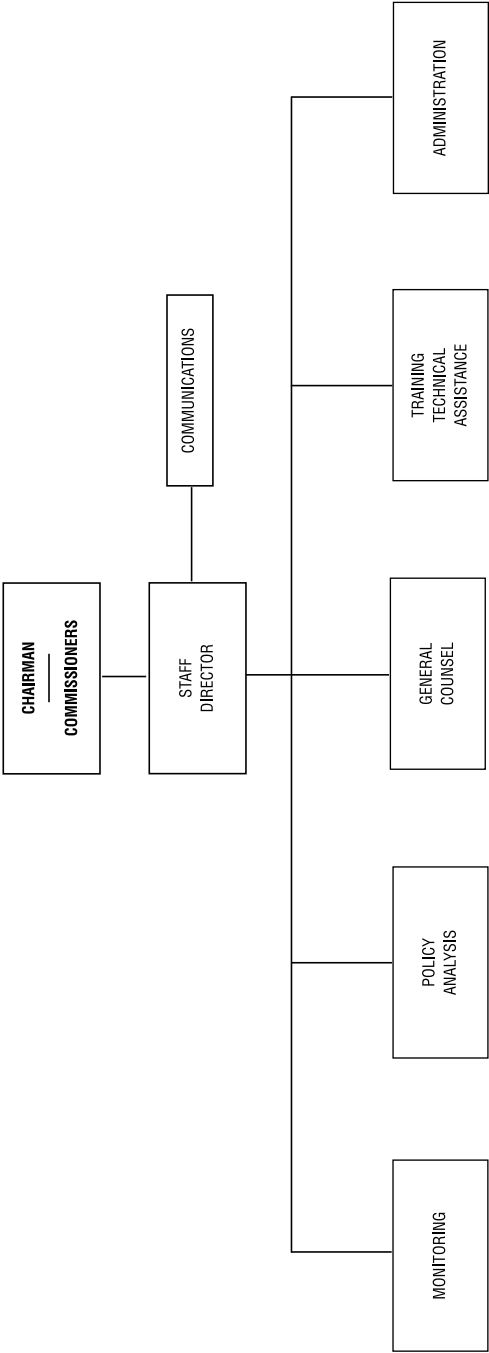 CHAIRMAN
COMMISSIONERS
STAFF
DIRECTOR
COMMUNICATIONS
MONITORING
POLICY
ANALYSIS
GENERAL
COUNSEL
TRAINING
TECHNICAL
ASSISTANCE
ADMINISTRATION